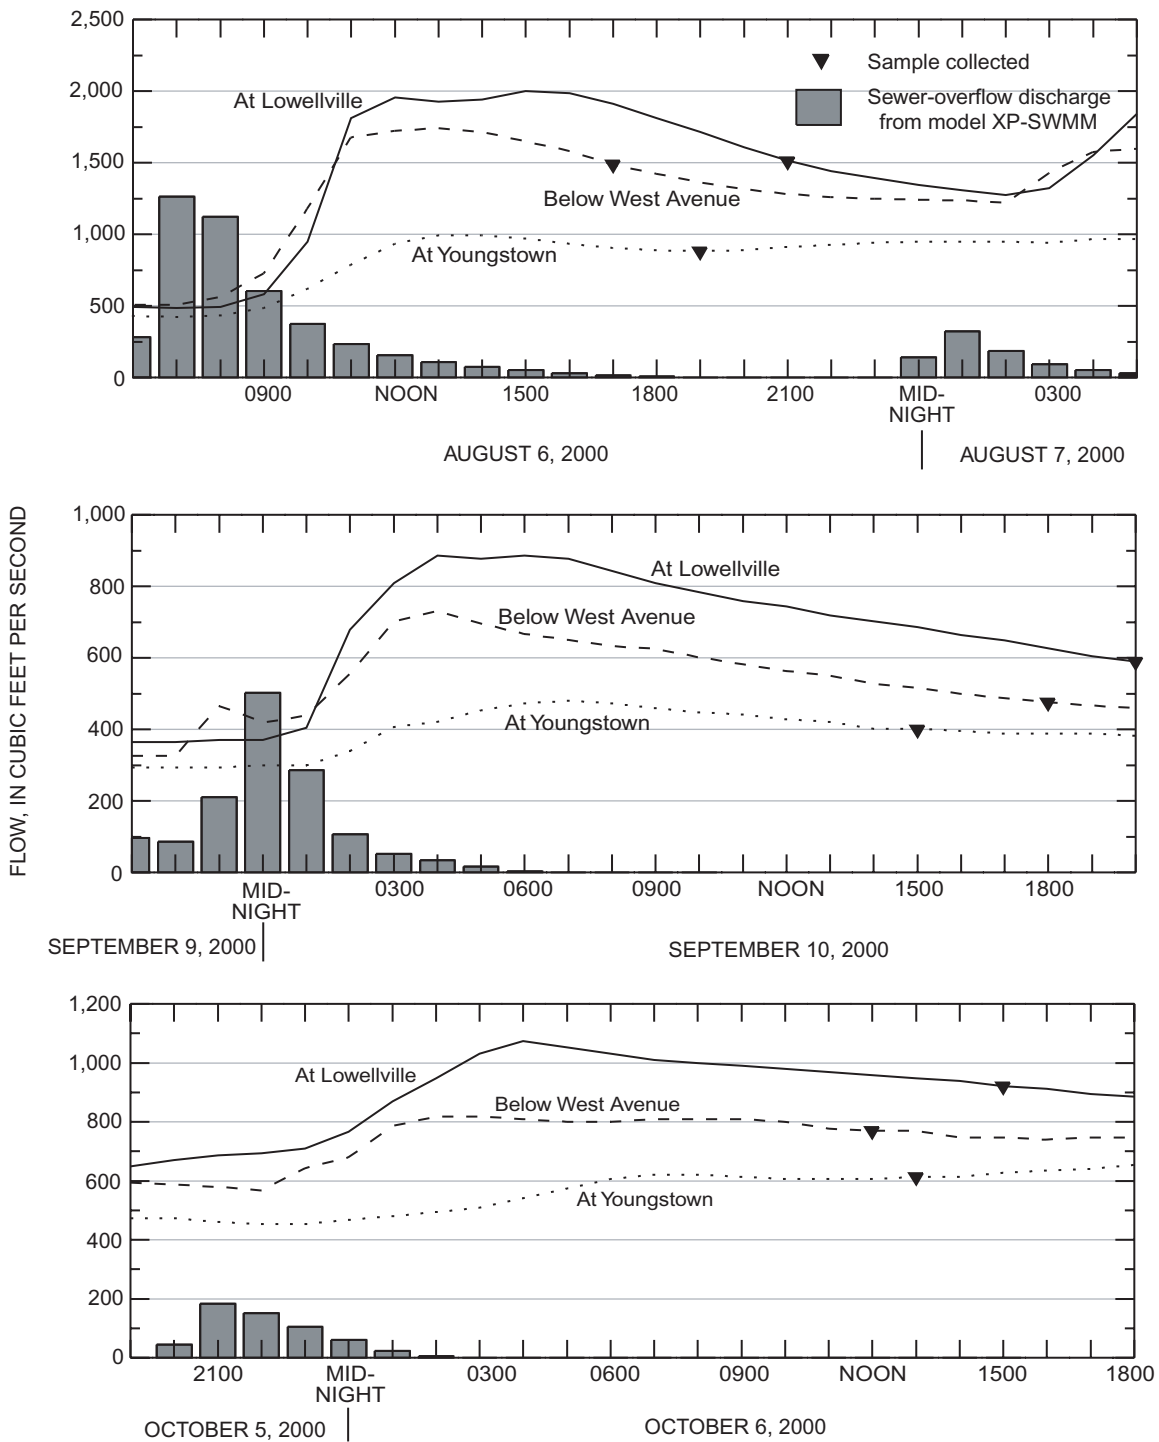 2,500
2,000
1,500
1,000
500
0
Sample collected
Sewer-overflow discharge
from model XP-SWMM
At Lowellville
Below West Avenue
At Youngstown
0900
NOON
1500
1800
2100
MID-
NIGHT
0300
AUGUST 6, 2000
AUGUST 7, 2000
FLOW, IN CUBIC FEET PER SECOND
1,000
800
600
400
200
0
At Lowellville
Below West Avenue
At Youngstown
MID-
NIGHT
0300
0600
0900
NOON
1500
1800
SEPTEMBER 9, 2000
SEPTEMBER 10, 2000
1,200
1,000
800
600
400
200
0
At Lowellville
Below West Avenue
At Youngstown
2100
MID-
NIGHT
0300
0600
0900
NOON
1500
1800
OCTOBER 5, 2000
OCTOBER 6, 2000